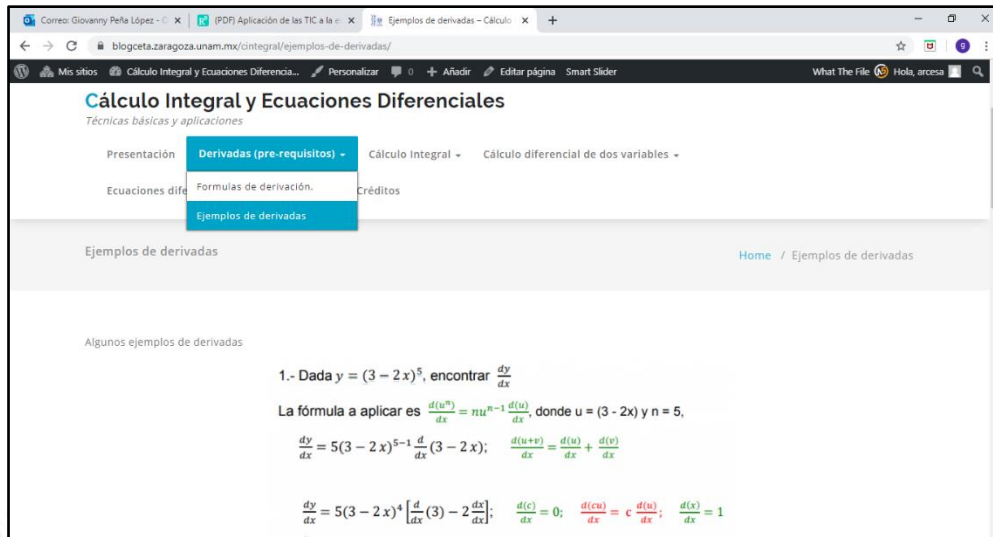 Correo: Giovanny Peña López - O
(PDF) Aplicación de las TIC a la e
Ejemplos de derivadas – Cálculo
blogceta.zaragoza.unam.mx/cintegral/ejemplos-de-derivadas/
g
Mis sitios Cálculo Integral y Ecuaciones Diferencia... Personalizar 0 + Añadir Editar página Smart Slider What The File Hola, arcesa
Cálculo Integral y Ecuaciones Diferenciales
Técnicas básicas y aplicaciones
Presentación Derivadas (pre-requisitos) Cálculo Integral Cálculo diferencial de dos variables
Ecuaciones dife Formulas de derivación. Créditos
Ejemplos de derivadas
Ejemplos de derivadas Home / Ejemplos de derivadas
Algunos ejemplos de derivadas
1.- Dada y = (3 − 2x)⁵, encontrar dy/dx
La fórmula a aplicar es d(uⁿ)/dx = nuⁿ⁻¹ d(u)/dx, donde u = (3 - 2x) y n = 5,
dy/dx = 5(3 − 2x)⁵⁻¹ d/dx (3 − 2x); d(u+v)/dx = d(u)/dx + d(v)/dx
dy/dx = 5(3 − 2x)⁴ [d/dx (3) − 2 dx/dx]; d(c)/dx = 0; d(cu)/dx = c d(u)/dx; d(x)/dx = 1